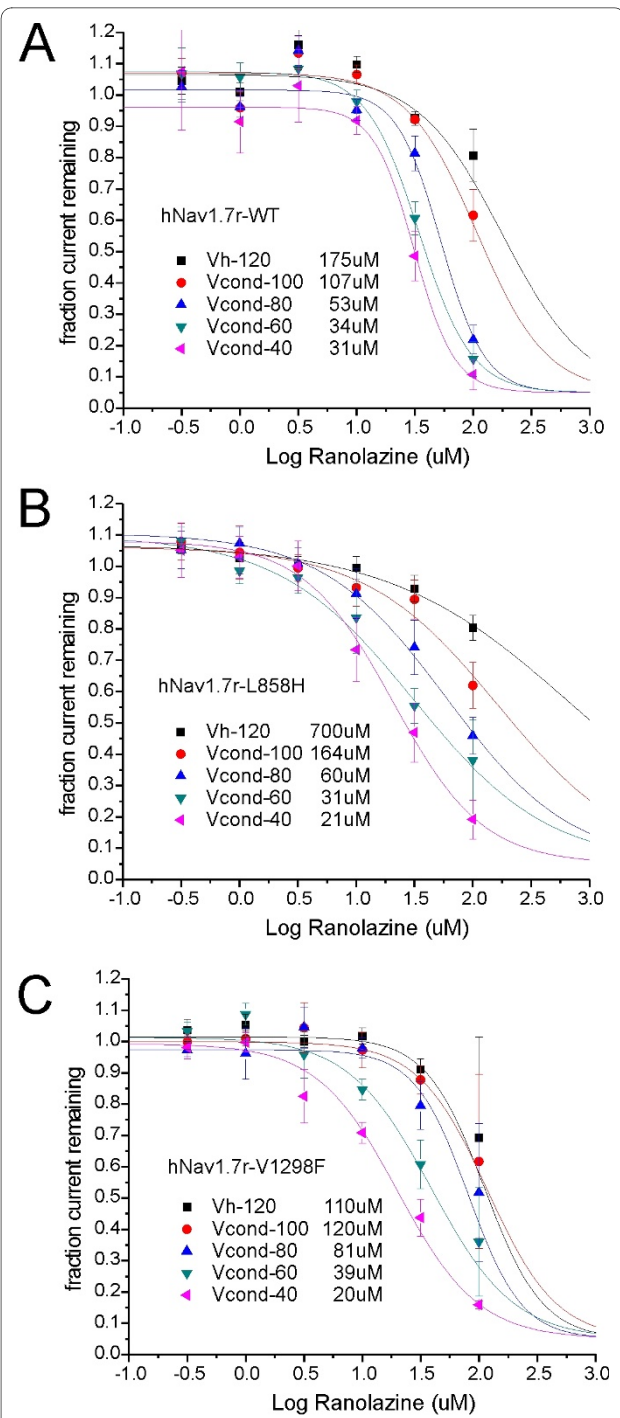 A
1.2
1.1
1.0
0.9
0.8
0.7
0.6
0.5
0.4
0.3
0.2
0.1
0.0
fraction current remaining
hNav1.7r-WT
Vh-120 175uM
Vcond-100 107uM
Vcond-80 53uM
Vcond-60 34uM
Vcond-40 31uM
-1.0 -0.5 0.0 0.5 1.0 1.5 2.0 2.5 3.0
Log Ranolazine (uM)
B
1.2
1.1
1.0
0.9
0.8
0.7
0.6
0.5
0.4
0.3
0.2
0.1
0.0
fraction current remaining
hNav1.7r-L858H
Vh-120 700uM
Vcond-100 164uM
Vcond-80 60uM
Vcond-60 31uM
Vcond-40 21uM
-1.0 -0.5 0.0 0.5 1.0 1.5 2.0 2.5 3.0
Log Ranolazine (uM)
C
1.2
1.1
1.0
0.9
0.8
0.7
0.6
0.5
0.4
0.3
0.2
0.1
0.0
fraction current remaining
hNav1.7r-V1298F
Vh-120 110uM
Vcond-100 120uM
Vcond-80 81uM
Vcond-60 39uM
Vcond-40 20uM
-1.0 -0.5 0.0 0.5 1.0 1.5 2.0 2.5 3.0
Log Ranolazine (uM)